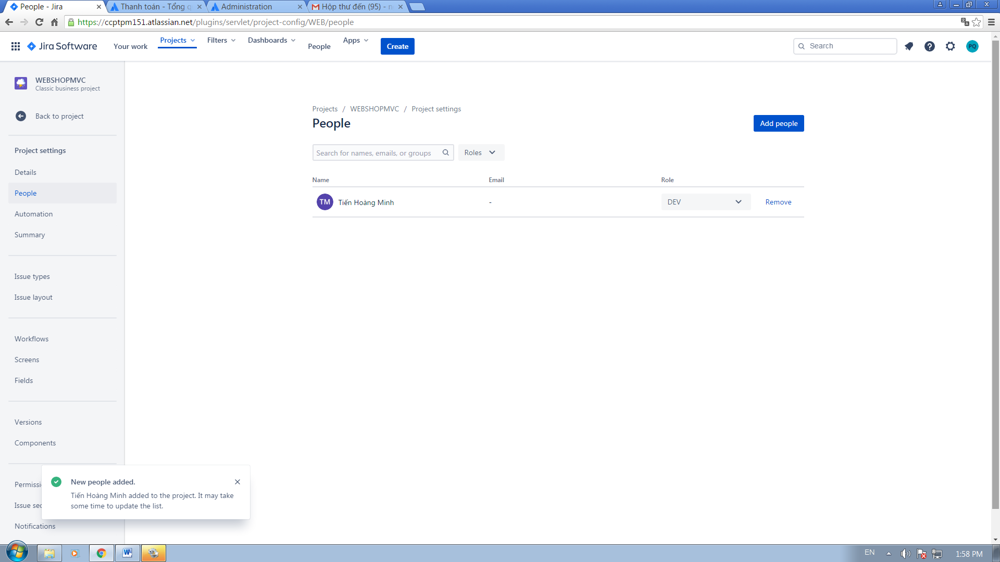 People - Jira
Thanh toán - Tổng q
Administration
Hộp thư đến (95) - n
https://ccptpm151.atlassian.net/plugins/servlet/project-config/WEB/people
Jira Software
Your work
Projects
Filters
Dashboards
People
Apps
Create
Search
PQ
WEBSHOPMVC
Classic business project
Back to project
Project settings
Details
People
Automation
Summary
Issue types
Issue layout
Workflows
Screens
Fields
Versions
Components
Permissi
Issue sec
Notifications
Projects / WEBSHOPMVC / Project settings
People
Add people
Search for names, emails, or groups
Roles
Name Email Role
TM Tiến Hoàng Minh - DEV Remove
New people added.
Tiến Hoàng Minh added to the project. It may take
some time to update the list.
EN
1:58 PM